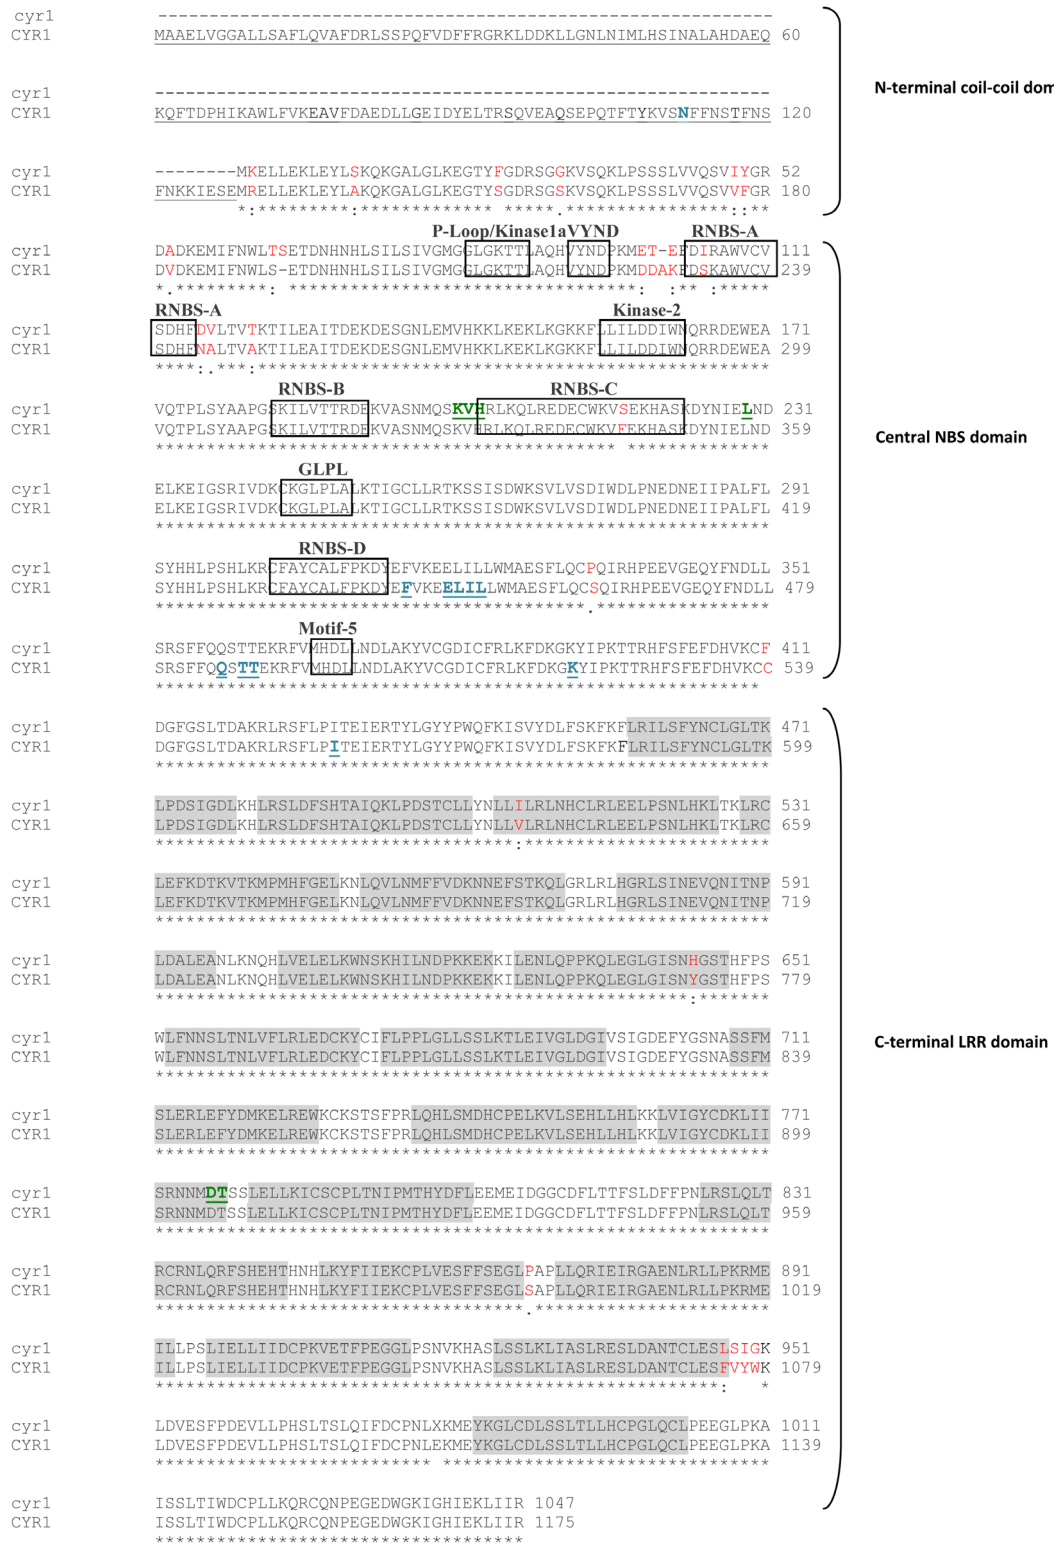 cyr1 ------------------------------------------------------------
CYR1 MAAELVGGALLSAFLQVAFDRLSSPQFVDFFRGRKLDDKLLGNLNIMLHSINALAHDAEQ 60
N-terminal coil-coil dom
cyr1 ------------------------------------------------------------
CYR1 KQFTDPHIKAWLFVKEAVFDAEDLLGEIDYELTRSQVEAQSEPQTFTYKVSNFFNSTFNS 120
cyr1 --------MKELLEKLEYLSKQKGALGLKEGTYFGDRSGGKVSQKLPSSSLVVQSVIYGR 52
CYR1 FNKKIESEMRELLEKLEYLAKQKGALGLKEGTYSGDRSGSKVSQKLPSSSLVVQSVVFGR 180
*:*********:*************.*****.****************::**
P-Loop/Kinase1aVYND RNBS-A
cyr1 DADKEMIFNWLTSETDNHNHLSILSIVGMGGLGKTTLAQHVYNDPKMET-EFDIRAWVCV 111
CYR1 DVDKEMIFNWLS-ETDNHNHLSILSIVGMGGLGKTTLAQHVYNDPKMDDAKFDSKAWVCV 239
RNBS-A Kinase-2
cyr1 SDHFDVLTVTKTILEAITDEKDESGNLEMVHKKLKEKLKGKKFLLILDDIWNQRRDEWEA 171
CYR1 SDHFNALTVAKTILEAITDEKDESGNLEMVHKKLKEKLKGKKFLLILDDIWNQRRDEWEA 299
****:.***:**************************************************
RNBS-B RNBS-C
cyr1 VQTPLSYAAPGSKILVTTRDEKVASNMQSKVHRLKQLREDECWKVSEKHASKDYNIELND 231
CYR1 VQTPLSYAAPGSKILVTTRDEKVASNMQSKVHRLKQLREDECWKVFEKHASKDYNIELND 359
********************************************* **************
Central NBS domain
GLPL
cyr1 ELKEIGSRIVDKCKGLPLALKTIGCLLRTKSSISDWKSVLVSDIWDLPNEDNEIIPALFL 291
CYR1 ELKEIGSRIVDKCKGLPLALKTIGCLLRTKSSISDWKSVLVSDIWDLPNEDNEIIPALFL 419
************************************************************
RNBS-D
cyr1 SYHHLPSHLKRCFAYCALFPKDYEFVKEELILLWMAESFLQCPQIRHPEEVGEQYFNDLL 351
CYR1 SYHHLPSHLKRCFAYCALFPKDYEFVKEELILLWMAESFLQCSQIRHPEEVGEQYFNDLL 479
******************************************.*****************
Motif-5
cyr1 SRSFFQQSTTEKRFVMHDLLNDLAKYVCGDICFRLKFDKGKYIPKTTRHFSFEFDHVKCF 411
CYR1 SRSFFQQSTTEKRFVMHDLLNDLAKYVCGDICFRLKFDKGKYIPKTTRHFSFEFDHVKCC 539
***********************************************************
cyr1 DGFGSLTDAKRLRSFLPITEIERTYLGYYPWQFKISVYDLFSKFKFLRILSFYNCLGLTK 471
CYR1 DGFGSLTDAKRLRSFLPITEIERTYLGYYPWQFKISVYDLFSKFKFLRILSFYNCLGLTK 599
************************************************************
cyr1 LPDSIGDLKHLRSLDFSHTAIQKLPDSTCLLYNLLILRLNHCLRLEELPSNLHKLTKLRC 531
CYR1 LPDSIGDLKHLRSLDFSHTAIQKLPDSTCLLYNLLVLRLNHCLRLEELPSNLHKLTKLRC 659
***********************************:************************
cyr1 LEFKDTKVTKMPMHFGELKNLQVLNMFFVDKNNEFSTKQLGRLRLHGRLSINEVQNITNP 591
CYR1 LEFKDTKVTKMPMHFGELKNLQVLNMFFVDKNNEFSTKQLGRLRLHGRLSINEVQNITNP 719
************************************************************
cyr1 LDALEANLKNQHLVELELKWNSKHILNDPKKEKKILENLQPPKQLEGLGISNHGSTHFPS 651
CYR1 LDALEANLKNQHLVELELKWNSKHILNDPKKEKKILENLQPPKQLEGLGISNYGSTHFPS 779
****************************************************:*******
cyr1 WLFNNSLTNLVFLRLEDCKYCIFLPPLGLLSSLKTLEIVGLDGIVSIGDEFYGSNASSFM 711
CYR1 WLFNNSLTNLVFLRLEDCKYCIFLPPLGLLSSLKTLEIVGLDGIVSIGDEFYGSNASSFM 839
************************************************************
C-terminal LRR domain
cyr1 SLERLEFYDMKELREWKCKSTSFPRLQHLSMDHCPELKVLSEHLLHLKKLVIGYCDKLII 771
CYR1 SLERLEFYDMKELREWKCKSTSFPRLQHLSMDHCPELKVLSEHLLHLKKLVIGYCDKLII 899
************************************************************
cyr1 SRNNMDTSSLELLKICSCPLTNIPMTHYDFLEEMEIDGGCDFLTTFSLDFFPNLRSLQLT 831
CYR1 SRNNMDTSSLELLKICSCPLTNIPMTHYDFLEEMEIDGGCDFLTTFSLDFFPNLRSLQLT 959
************************************************************
cyr1 RCRNLQRFSHEHTHNHLKYFIIEKCPLVESFFSEGLPAPLLQRIEIRGAENLRLLPKRME 891
CYR1 RCRNLQRFSHEHTHNHLKYFIIEKCPLVESFFSEGLSAPLLQRIEIRGAENLRLLPKRME 1019
************************************.***********************
cyr1 ILLPSLIELLIIDCPKVETFPEGGLPSNVKHASLSSLKLIASLRESLDANTCLESLSIGK 951
CYR1 ILLPSLIELLIIDCPKVETFPEGGLPSNVKHASLSSLKLIASLRESLDANTCLESFVYWK 1079
*******************************************************: *
cyr1 LDVESFPDEVLLPHSLTSLQIFDCPNLXKMEYKGLCDLSSLTLLHCPGLQCLPEEGLPKA 1011
CYR1 LDVESFPDEVLLPHSLTSLQIFDCPNLEKMEYKGLCDLSSLTLLHCPGLQCLPEEGLPKA 1139
*************************** ********************************
cyr1 ISSLTIWDCPLLKQRCQNPEGEDWGKIGHIEKLIIR 1047
CYR1 ISSLTIWDCPLLKQRCQNPEGEDWGKIGHIEKLIIR 1175
************************************